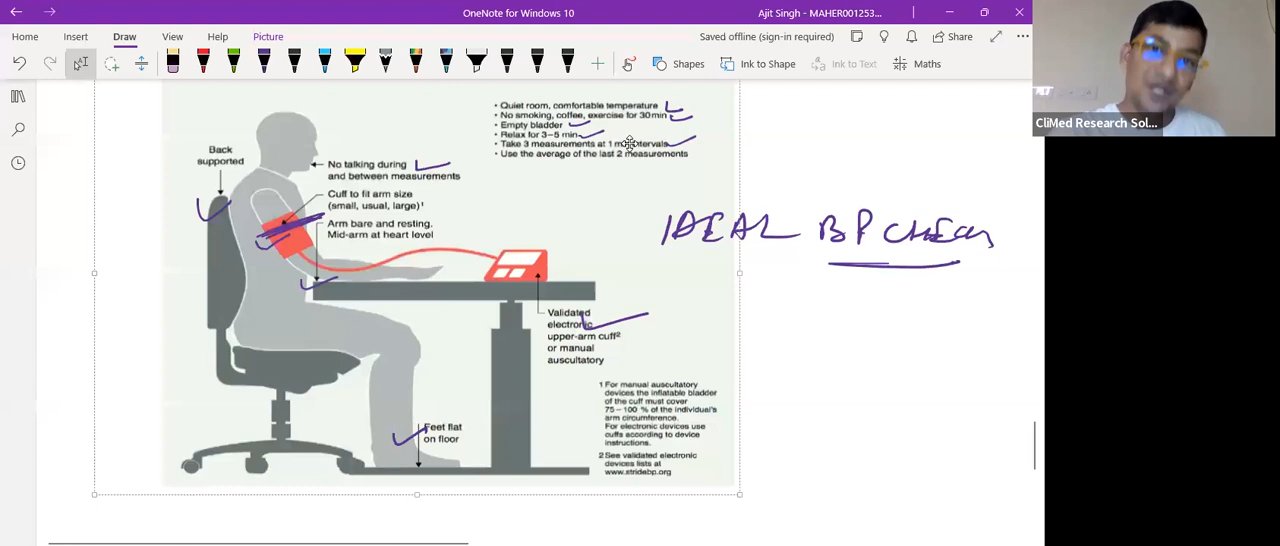 OneNote for Windows 10
Ajit Singh - MAHER001253...
Home Insert Draw View Help Picture
Saved offline (sign-in required)
Share
Shapes
Ink to Shape
Ink to Text
Maths
• Quiet room, comfortable temperature
• No smoking, coffee, exercise for 30 min
• Empty bladder
• Relax for 3–5 min
• Take 3 measurements at 1 min intervals
• Use the average of the last 2 measurements
Back
supported
No talking during
and between measurements
Cuff to fit arm size
(small, usual, large)¹
Arm bare and resting.
Mid-arm at heart level
IDEAL BP CHECK
Validated
electronic
upper-arm cuff²
or manual
auscultatory
Feet flat
on floor
1 For manual auscultatory
devices the inflatable bladder
of the cuff must cover
75–100 % of the individual's
arm circumference.
For electronic devices use
cuffs according to device
instructions.
2 See validated electronic
devices lists at
www.stridebp.org
CliMed Research Sol...